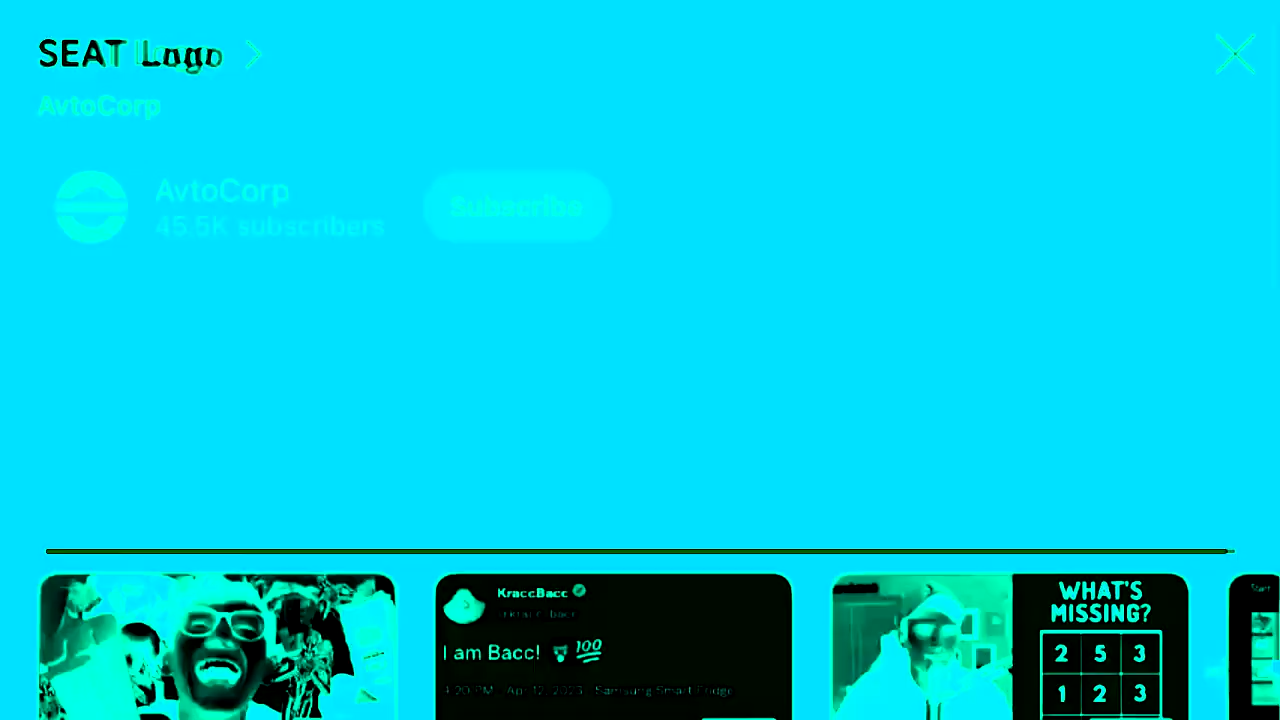 SEAT Logo
AvtoCorp
AvtoCorp
45.5K subscribers
Subscribe
KraccBacc
I am Bacc! 💯
4:20 PM · Apr 12, 2023 · Samsung Smart Fridge
WHAT'S
MISSING?
2 5 3
1 2 3
Start